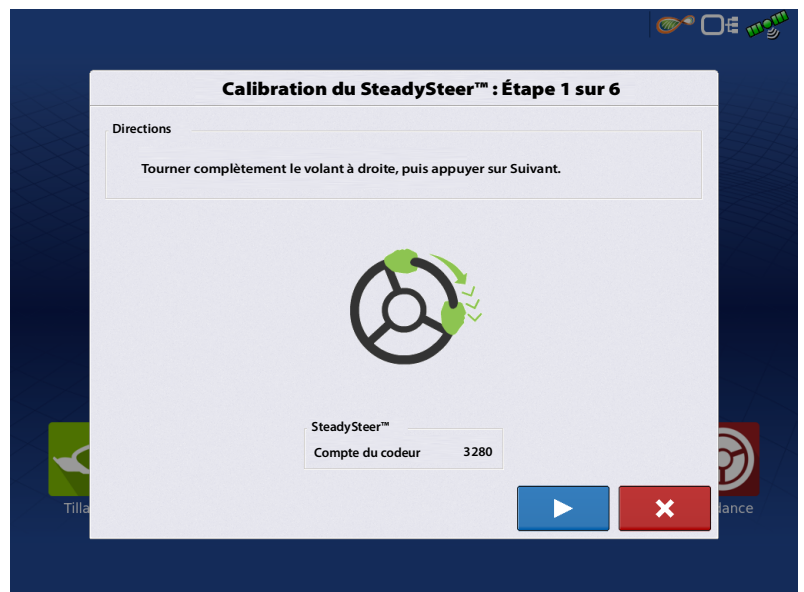 Calibration du SteadySteer™ : Étape 1 sur 6
Directions
Tourner complètement le volant à droite, puis appuyer sur Suivant.
SteadySteer™
Compte du codeur 3280
Tilla
dance